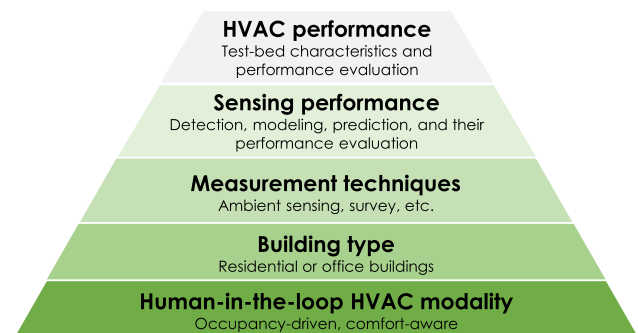 HVAC performance
Test-bed characteristics and
performance evaluation
Sensing performance
Detection, modeling, prediction, and their
performance evaluation
Measurement techniques
Ambient sensing, survey, etc.
Building type
Residential or office buildings
Human-in-the-loop HVAC modality
Occupancy-driven, comfort-aware